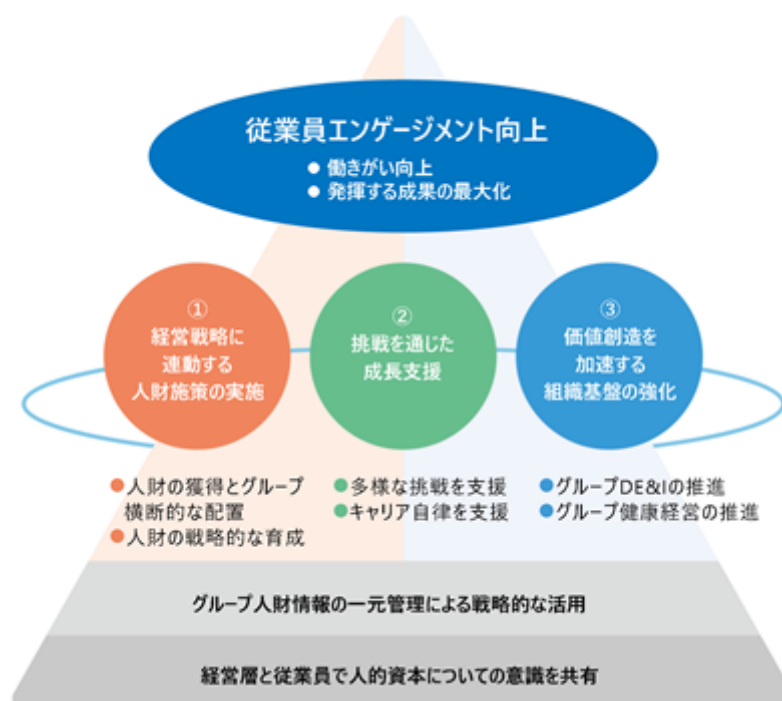 従業員エンゲージメント向上
● 働きがい向上
● 発揮する成果の最大化
①
経営戦略に
連動する
人財施策の実施
②
挑戦を通じた
成長支援
③
価値創造を
加速する
組織基盤の強化
●人財の獲得とグループ
横断的な配置
●人財の戦略的な育成
●多様な挑戦を支援
●キャリア自律を支援
●グループDE&Iの推進
●グループ健康経営の推進
グループ人財情報の一元管理による戦略的な活用
経営層と従業員で人的資本についての意識を共有